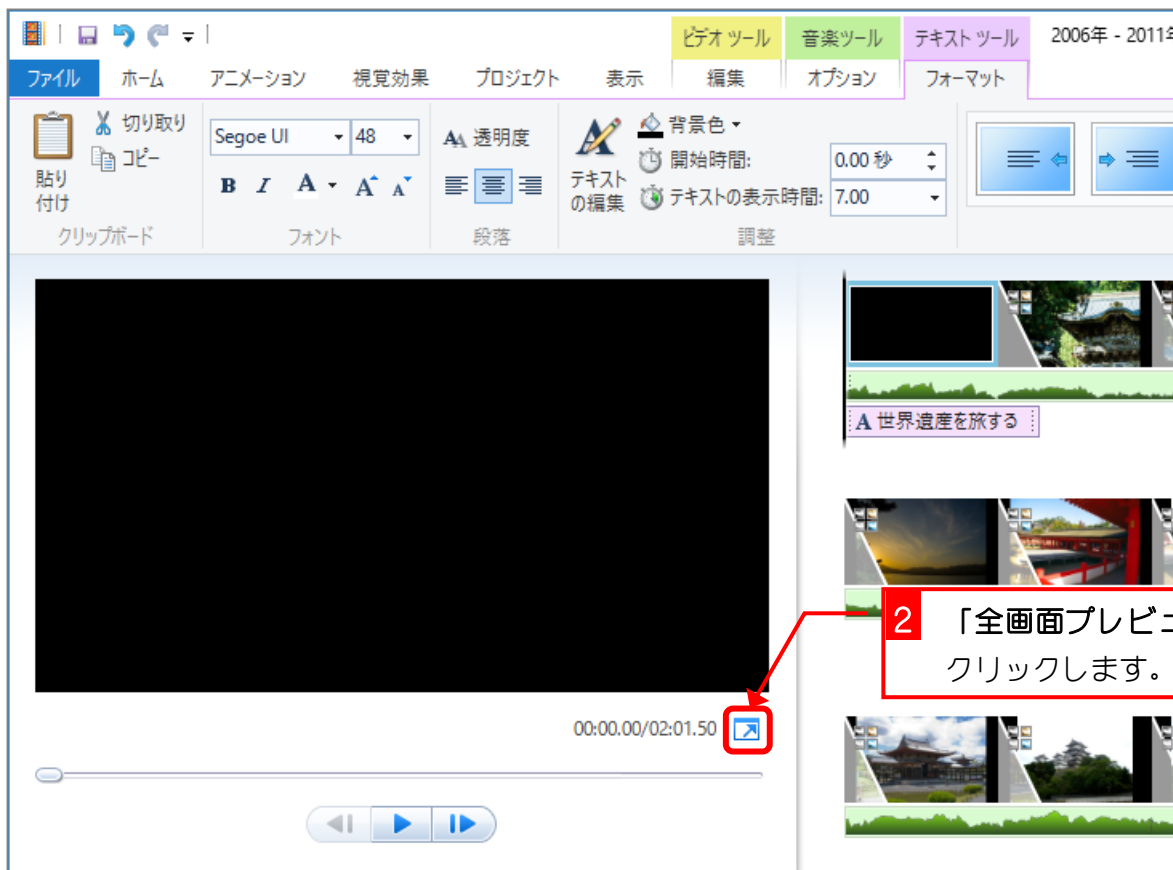 ビデオ ツール 音楽ツール テキスト ツール 2006年 - 2011年
ファイル ホーム アニメーション 視覚効果 プロジェクト 表示 編集 オプション フォーマット
貼り
付け
切り取り
コピー
クリップボード
Segoe UI 48
B I A A A
フォント
AA 透明度
段落
テキスト
の編集
背景色
開始時間: 0.00 秒
テキストの表示時間: 7.00
調整
A 世界遺産を旅する
2 「全画面プレビュ
クリックします。
00:00.00/02:01.50